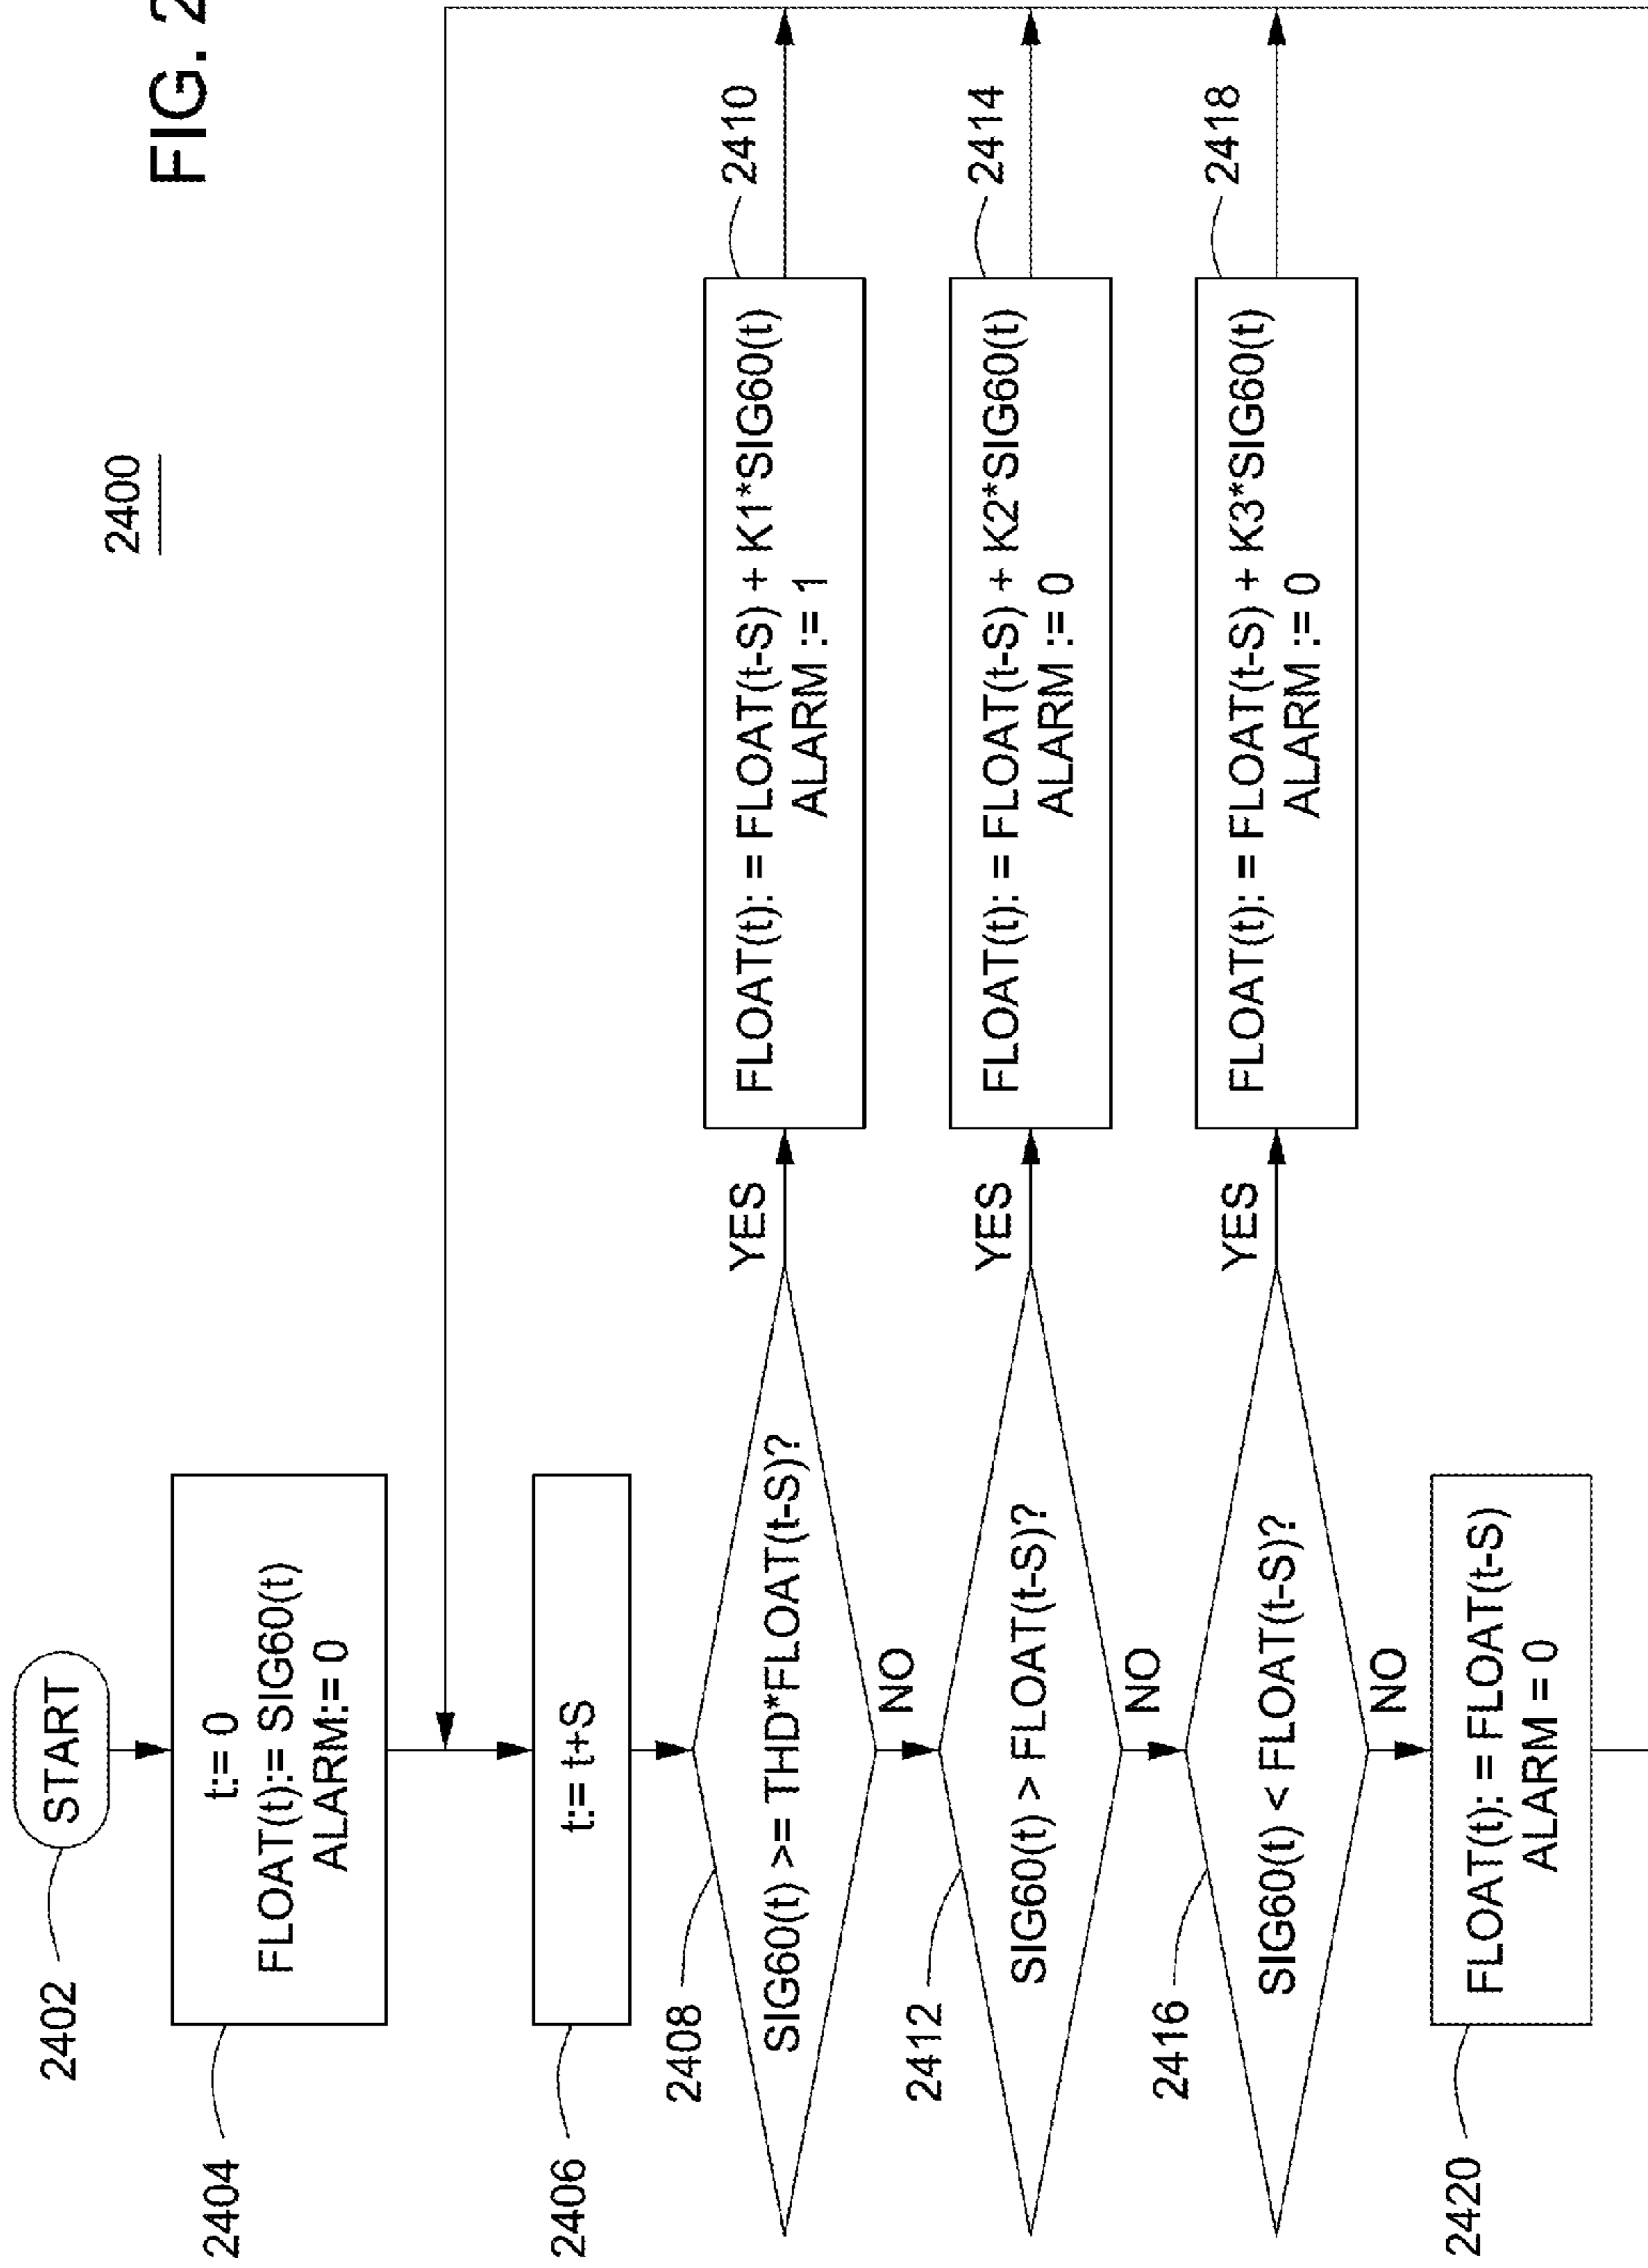 FIG. 2
2400
START
2402
t:= 0
FLOAT(t):= SIG60(t)
ALARM:= 0
2404
t:= t+S
2406
SIG60(t) >= THD*FLOAT(t-S)?
2408
YES
FLOAT(t): = FLOAT(t-S) + K1*SIG60(t)
ALARM := 1
2410
NO
SIG60(t) > FLOAT(t-S)?
2412
YES
FLOAT(t): = FLOAT(t-S) + K2*SIG60(t)
ALARM := 0
2414
NO
SIG60(t) < FLOAT(t-S)?
2416
YES
FLOAT(t): = FLOAT(t-S) + K3*SIG60(t)
ALARM := 0
2418
NO
FLOAT(t): = FLOAT(t-S)
ALARM = 0
2420